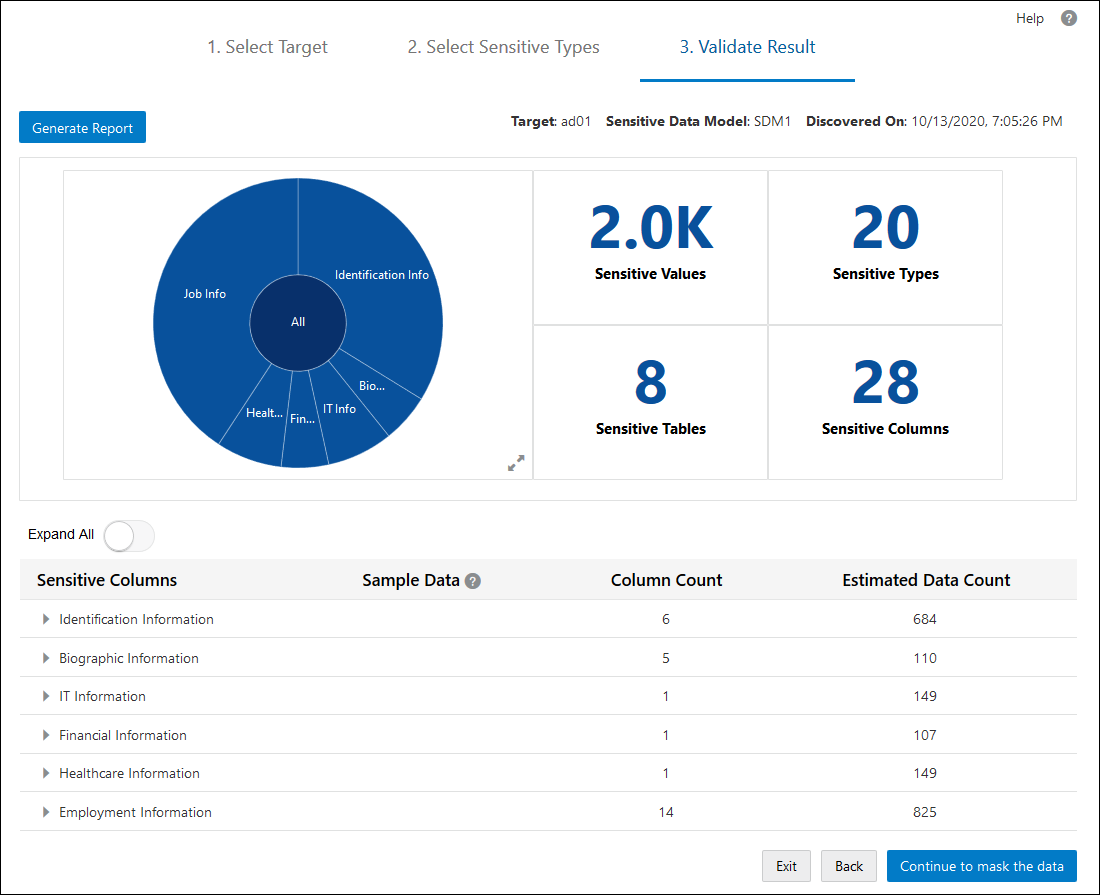 Help ?
1. Select Target 2. Select Sensitive Types 3. Validate Result
Generate Report
Target: ad01 Sensitive Data Model: SDM1 Discovered On: 10/13/2020, 7:05:26 PM
Identification Info
Job Info
All
Bio...
IT Info
Healt...
Fin...
2.0K
Sensitive Values
20
Sensitive Types
8
Sensitive Tables
28
Sensitive Columns
Expand All
Sensitive Columns Sample Data ? Column Count Estimated Data Count
Identification Information 6 684
Biographic Information 5 110
IT Information 1 149
Financial Information 1 107
Healthcare Information 1 149
Employment Information 14 825
Exit Back Continue to mask the data